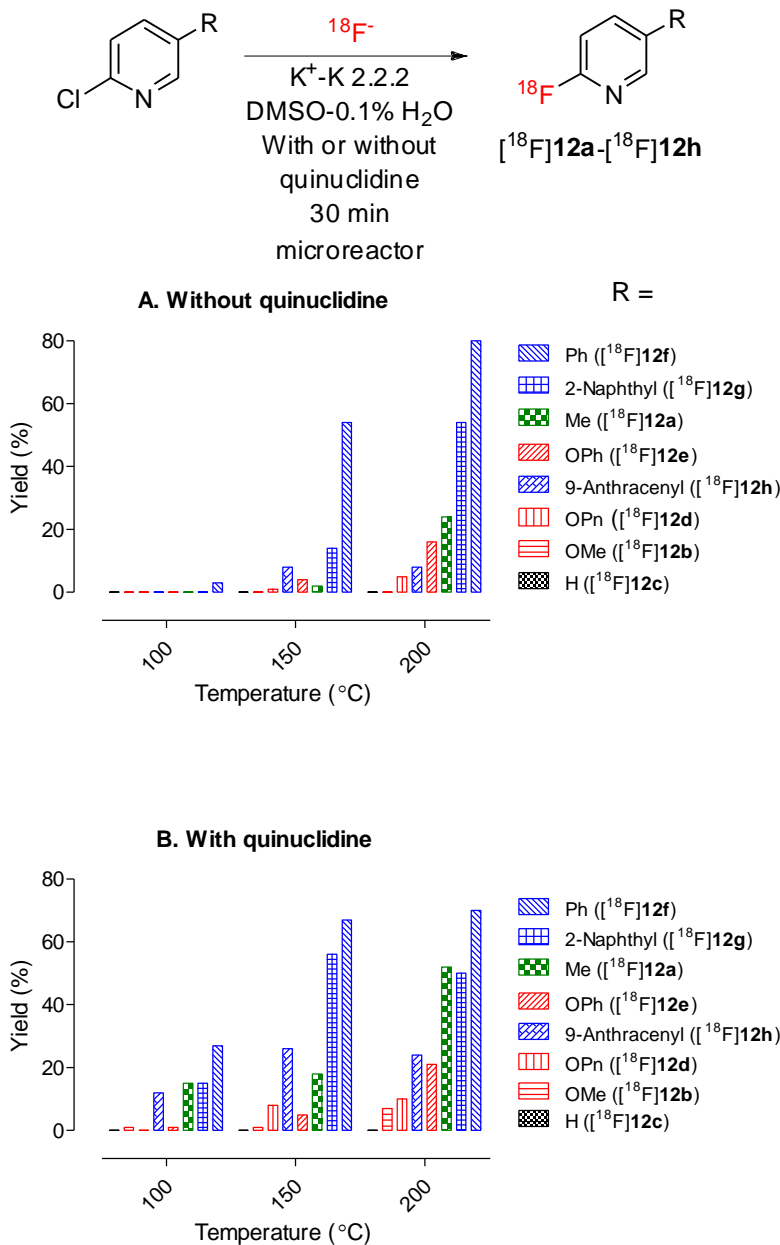 R
Cl
N
18F-
K+-K 2.2.2
DMSO-0.1% H2O
With or without
quinuclidine
30 min
microreactor
R
18F
N
[18F]12a-[18F]12h
A. Without quinuclidine
R =
Yield (%)
80
60
40
20
0
100
150
200
Temperature (°C)
Ph ([18F]12f)
2-Naphthyl ([18F]12g)
Me ([18F]12a)
OPh ([18F]12e)
9-Anthracenyl ([18F]12h)
OPn ([18F]12d)
OMe ([18F]12b)
H ([18F]12c)
B. With quinuclidine
Yield (%)
80
60
40
20
0
100
150
200
Temperature (°C)
Ph ([18F]12f)
2-Naphthyl ([18F]12g)
Me ([18F]12a)
OPh ([18F]12e)
9-Anthracenyl ([18F]12h)
OPn ([18F]12d)
OMe ([18F]12b)
H ([18F]12c)